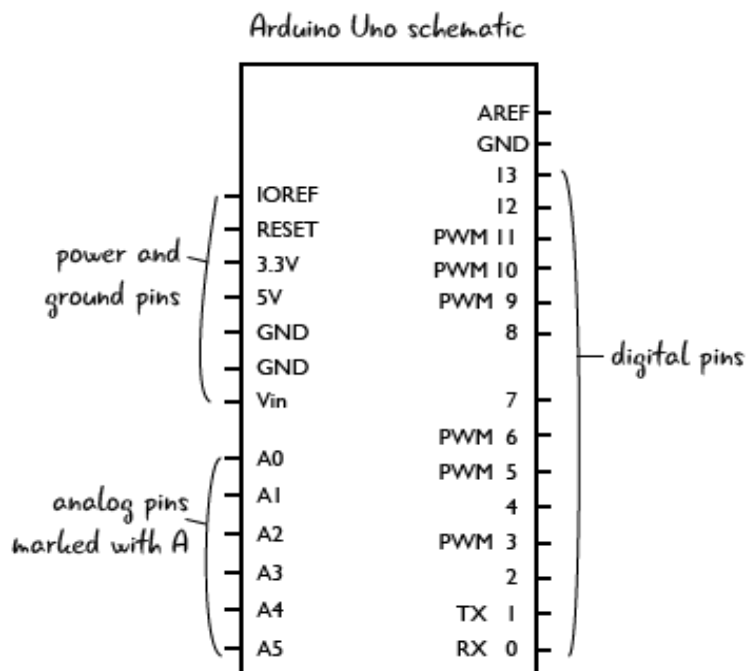 Arduino Uno schematic
AREF
GND
13
12
PWM 11
PWM 10
PWM 9
8
7
PWM 6
PWM 5
4
PWM 3
2
TX 1
RX 0
digital pins
IOREF
RESET
3.3V
5V
GND
GND
Vin
power and
ground pins
A0
A1
A2
A3
A4
A5
analog pins
marked with A